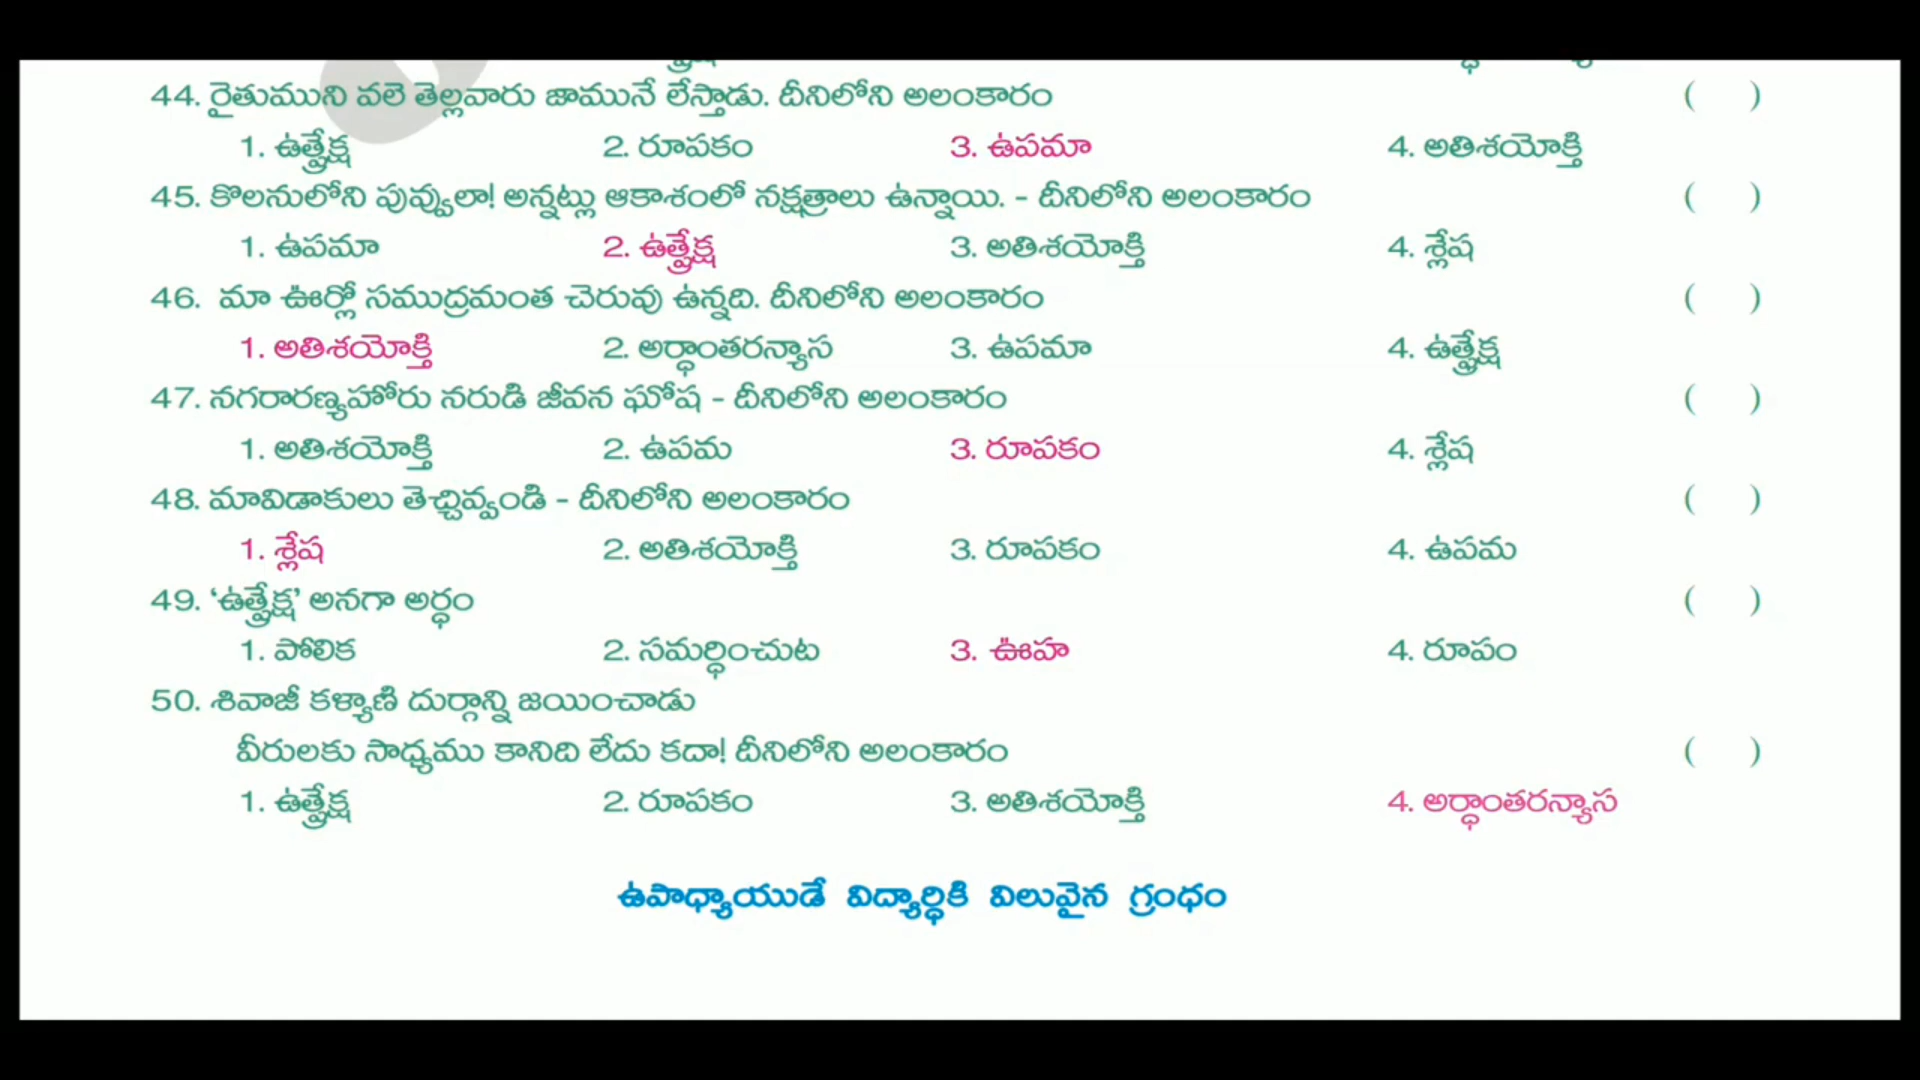 44. రైతుముని వలె తెల్లవారు జామునే లేస్తాడు. దీనిలోని అలంకారం ( )
1. ఉత్ప్రేక్ష 2. రూపకం 3. ఉపమా 4. అతిశయోక్తి
45. కొలనులోని పువ్వులా! అన్నట్లు ఆకాశంలో నక్షత్రాలు ఉన్నాయి. - దీనిలోని అలంకారం ( )
1. ఉపమా 2. ఉత్ప్రేక్ష 3. అతిశయోక్తి 4. శ్లేష
46. మా ఊర్లో సముద్రమంత చెరువు ఉన్నది. దీనిలోని అలంకారం ( )
1. అతిశయోక్తి 2. అర్థాంతరన్యాస 3. ఉపమా 4. ఉత్ప్రేక్ష
47. నగరారణ్యహోరు నరుడి జీవన ఘోష - దీనిలోని అలంకారం ( )
1. అతిశయోక్తి 2. ఉపమ 3. రూపకం 4. శ్లేష
48. మావిడాకులు తెచ్చివ్వండి - దీనిలోని అలంకారం ( )
1. శ్లేష 2. అతిశయోక్తి 3. రూపకం 4. ఉపమ
49. ‘ఉత్ప్రేక్ష’ అనగా అర్థం ( )
1. పోలిక 2. సమర్థించుట 3. ఊహ 4. రూపం
50. శివాజీ కళ్యాణి దుర్గాన్ని జయించాడు
వీరులకు సాధ్యము కానిది లేదు కదా! దీనిలోని అలంకారం ( )
1. ఉత్ప్రేక్ష 2. రూపకం 3. అతిశయోక్తి 4. అర్థాంతరన్యాస
ఉపాధ్యాయుడే విద్యార్థికి విలువైన గ్రంథం